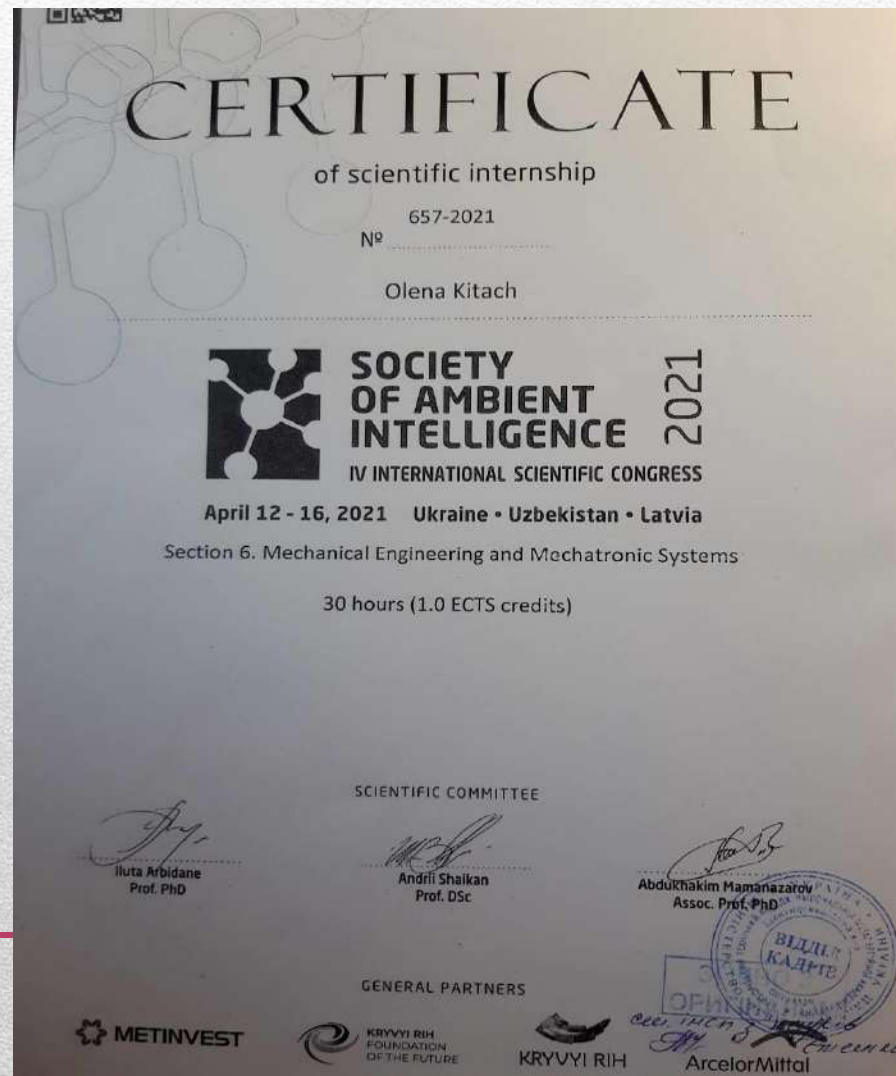 CERTIFICATE
of scientific internship
657-2021
№
Olena Kitach
SOCIETY
OF AMBIENT
INTELLIGENCE
2021
IV INTERNATIONAL SCIENTIFIC CONGRESS
April 12 - 16, 2021 Ukraine • Uzbekistan • Latvia
Section 6. Mechanical Engineering and Mechatronic Systems
30 hours (1.0 ECTS credits)
SCIENTIFIC COMMITTEE
Iluta Arbidane
Prof. PhD
Andrii Shaikan
Prof. DSc
Abdukhakim Mamanazarov
Assoc. Prof. PhD
ВІДДІЛ
КАДРІВ
GENERAL PARTNERS
METINVEST
KRYVYI RIH
FOUNDATION
OF THE FUTURE
KRYVYI RIH
ArcelorMittal